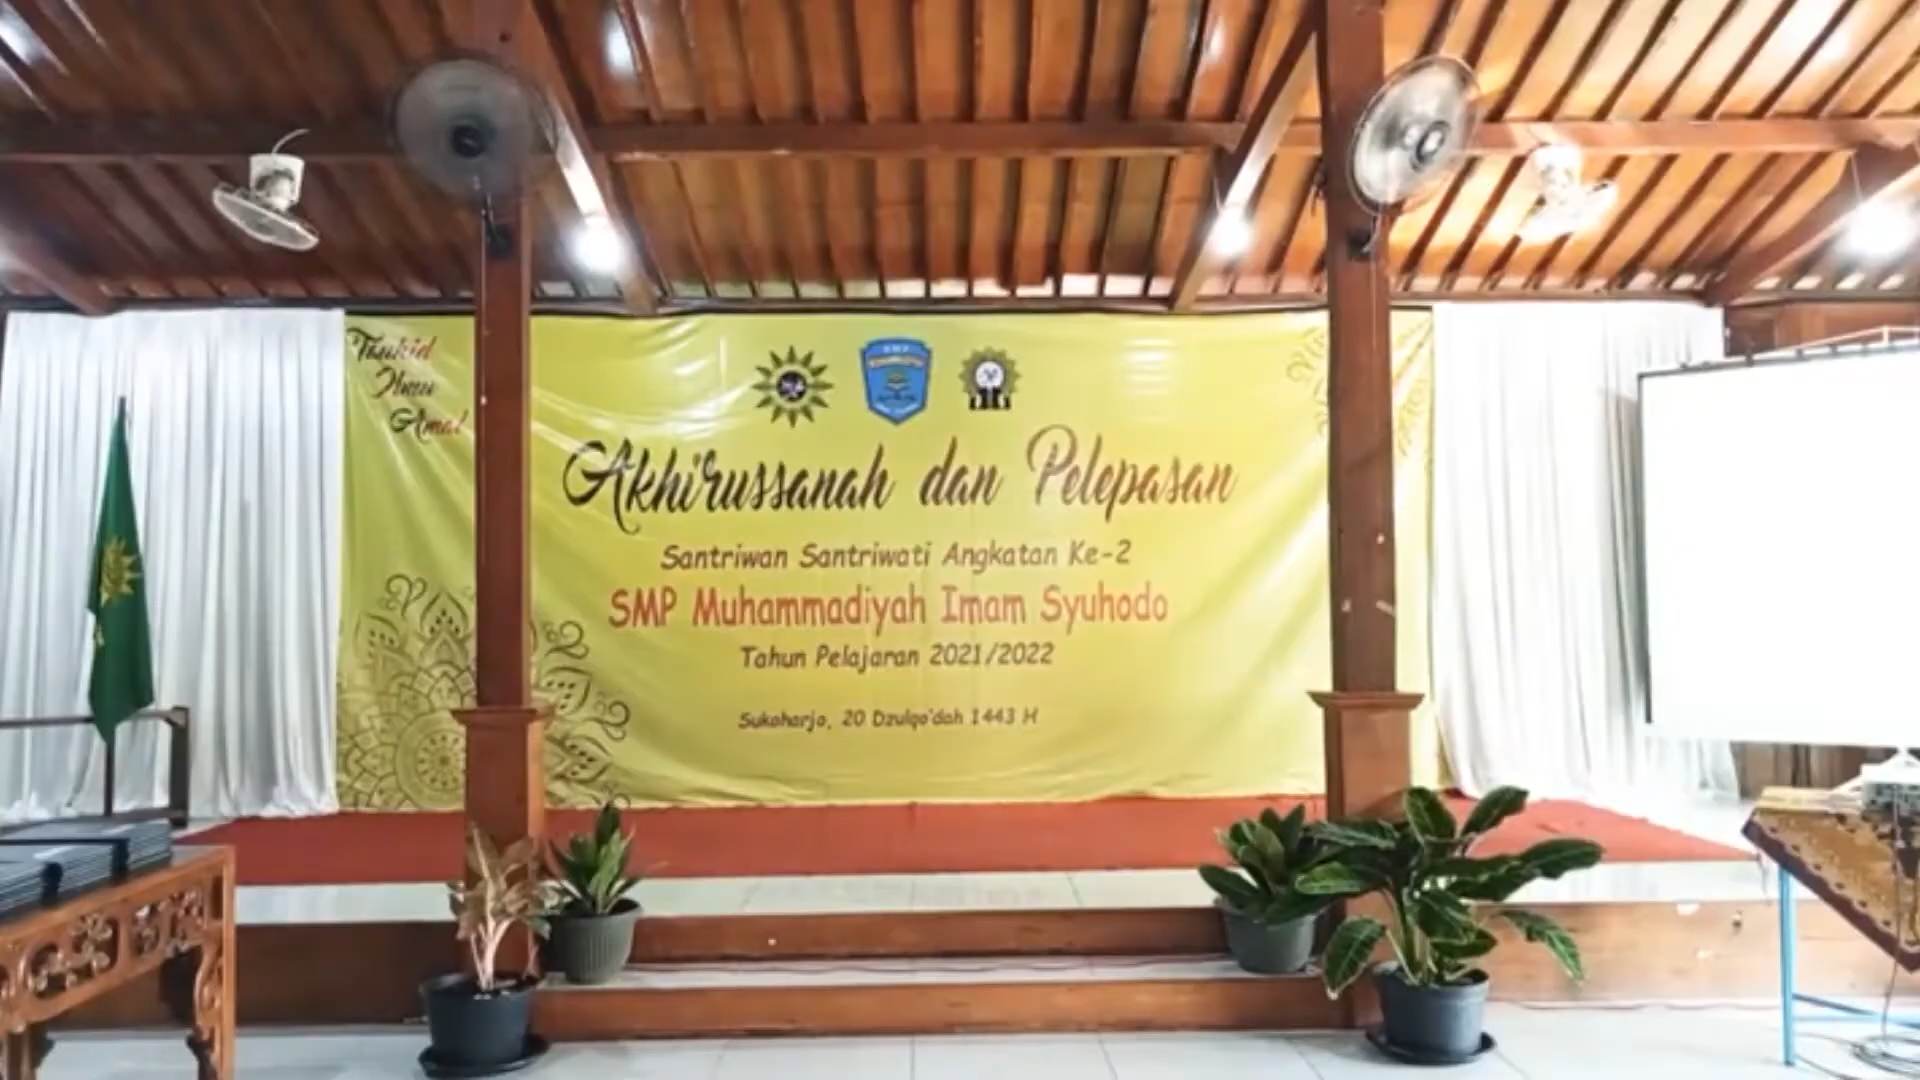 Tauhid
Ilmu
Amal
SMP
Akhirussanah dan Pelepasan
Santriwan Santriwati Angkatan Ke-2
SMP Muhammadiyah Imam Syuhodo
Tahun Pelajaran 2021/2022
Sukoharjo, 20 Dzulqo'dah 1443 H